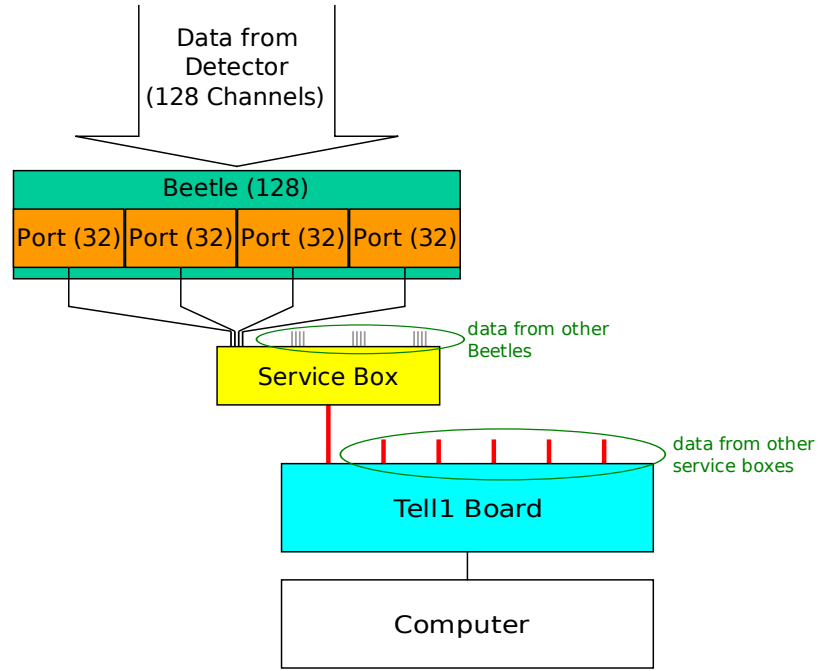 Data from
Detector
(128 Channels)
Beetle (128)
Port (32) Port (32) Port (32) Port (32)
data from other
Beetles
Service Box
data from other
service boxes
Tell1 Board
Computer